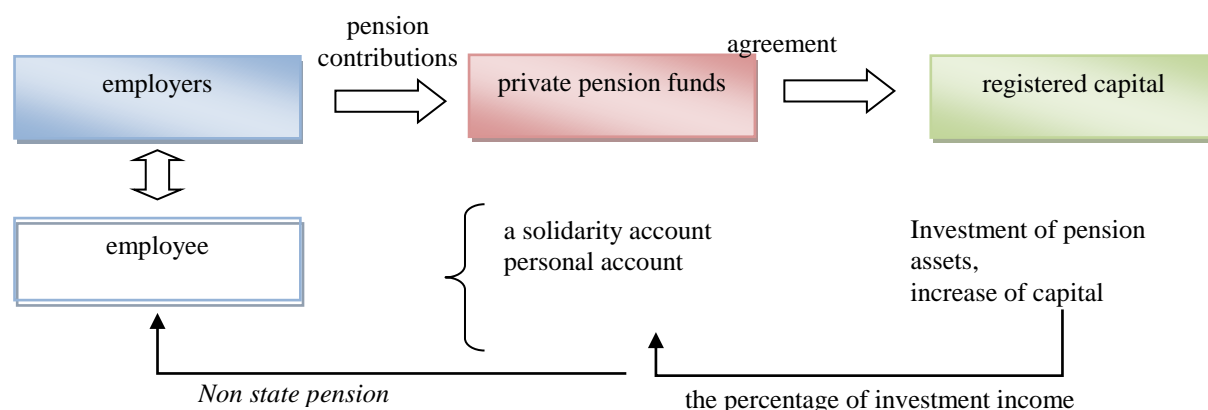 pension
contributions
agreement
employers
private pension funds
registered capital
employee
a solidarity account
personal account
Investment of pension
assets,
increase of capital
Non state pension
the percentage of investment income